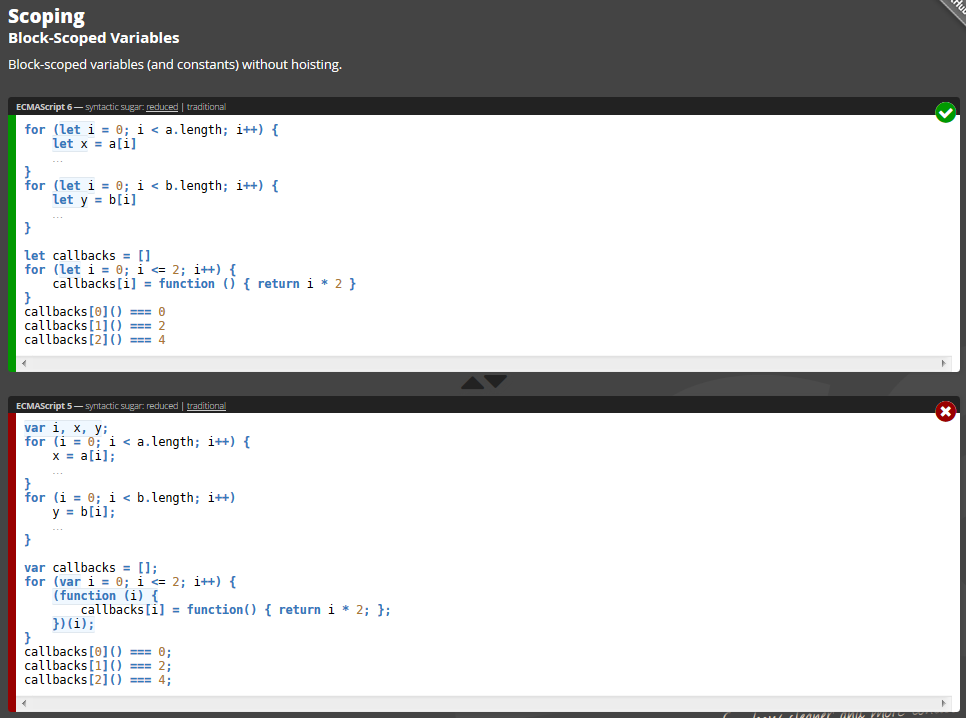 Scoping
Block-Scoped Variables
Block-scoped variables (and constants) without hoisting.
ECMAScript 6 — syntactic sugar: reduced | traditional
for (let i = 0; i < a.length; i++) {
    let x = a[i]
    …
}
for (let i = 0; i < b.length; i++) {
    let y = b[i]
    …
}
let callbacks = []
for (let i = 0; i <= 2; i++) {
    callbacks[i] = function () { return i * 2 }
}
callbacks[0]() === 0
callbacks[1]() === 2
callbacks[2]() === 4
ECMAScript 5 — syntactic sugar: reduced | traditional
var i, x, y;
for (i = 0; i < a.length; i++) {
    x = a[i];
    …
}
for (i = 0; i < b.length; i++)
    y = b[i];
    …
}
var callbacks = [];
for (var i = 0; i <= 2; i++) {
    (function (i) {
        callbacks[i] = function() { return i * 2; };
    })(i);
}
callbacks[0]() === 0;
callbacks[1]() === 2;
callbacks[2]() === 4;